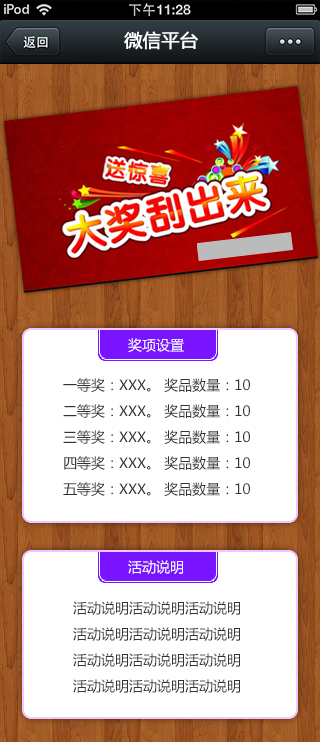 iPod 下午11:28
返回 微信平台
送惊喜
大奖刮出来
奖项设置
一等奖：XXX。 奖品数量：10
二等奖：XXX。 奖品数量：10
三等奖：XXX。 奖品数量：10
四等奖：XXX。 奖品数量：10
五等奖：XXX。 奖品数量：10
活动说明
活动说明活动说明活动说明
活动说明活动说明活动说明
活动说明活动说明活动说明
活动说明活动说明活动说明